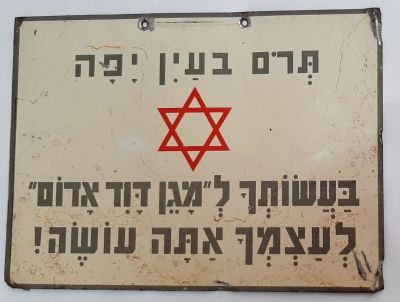 תְּרֹם בְּעַיִן יָפָה
בַּעֲשׂוֹתְךָ לְ"מָגֵן דָּוִד אָדוֹם"
לְעַצְמְךָ אַתָּה עוֹשֶׂה!